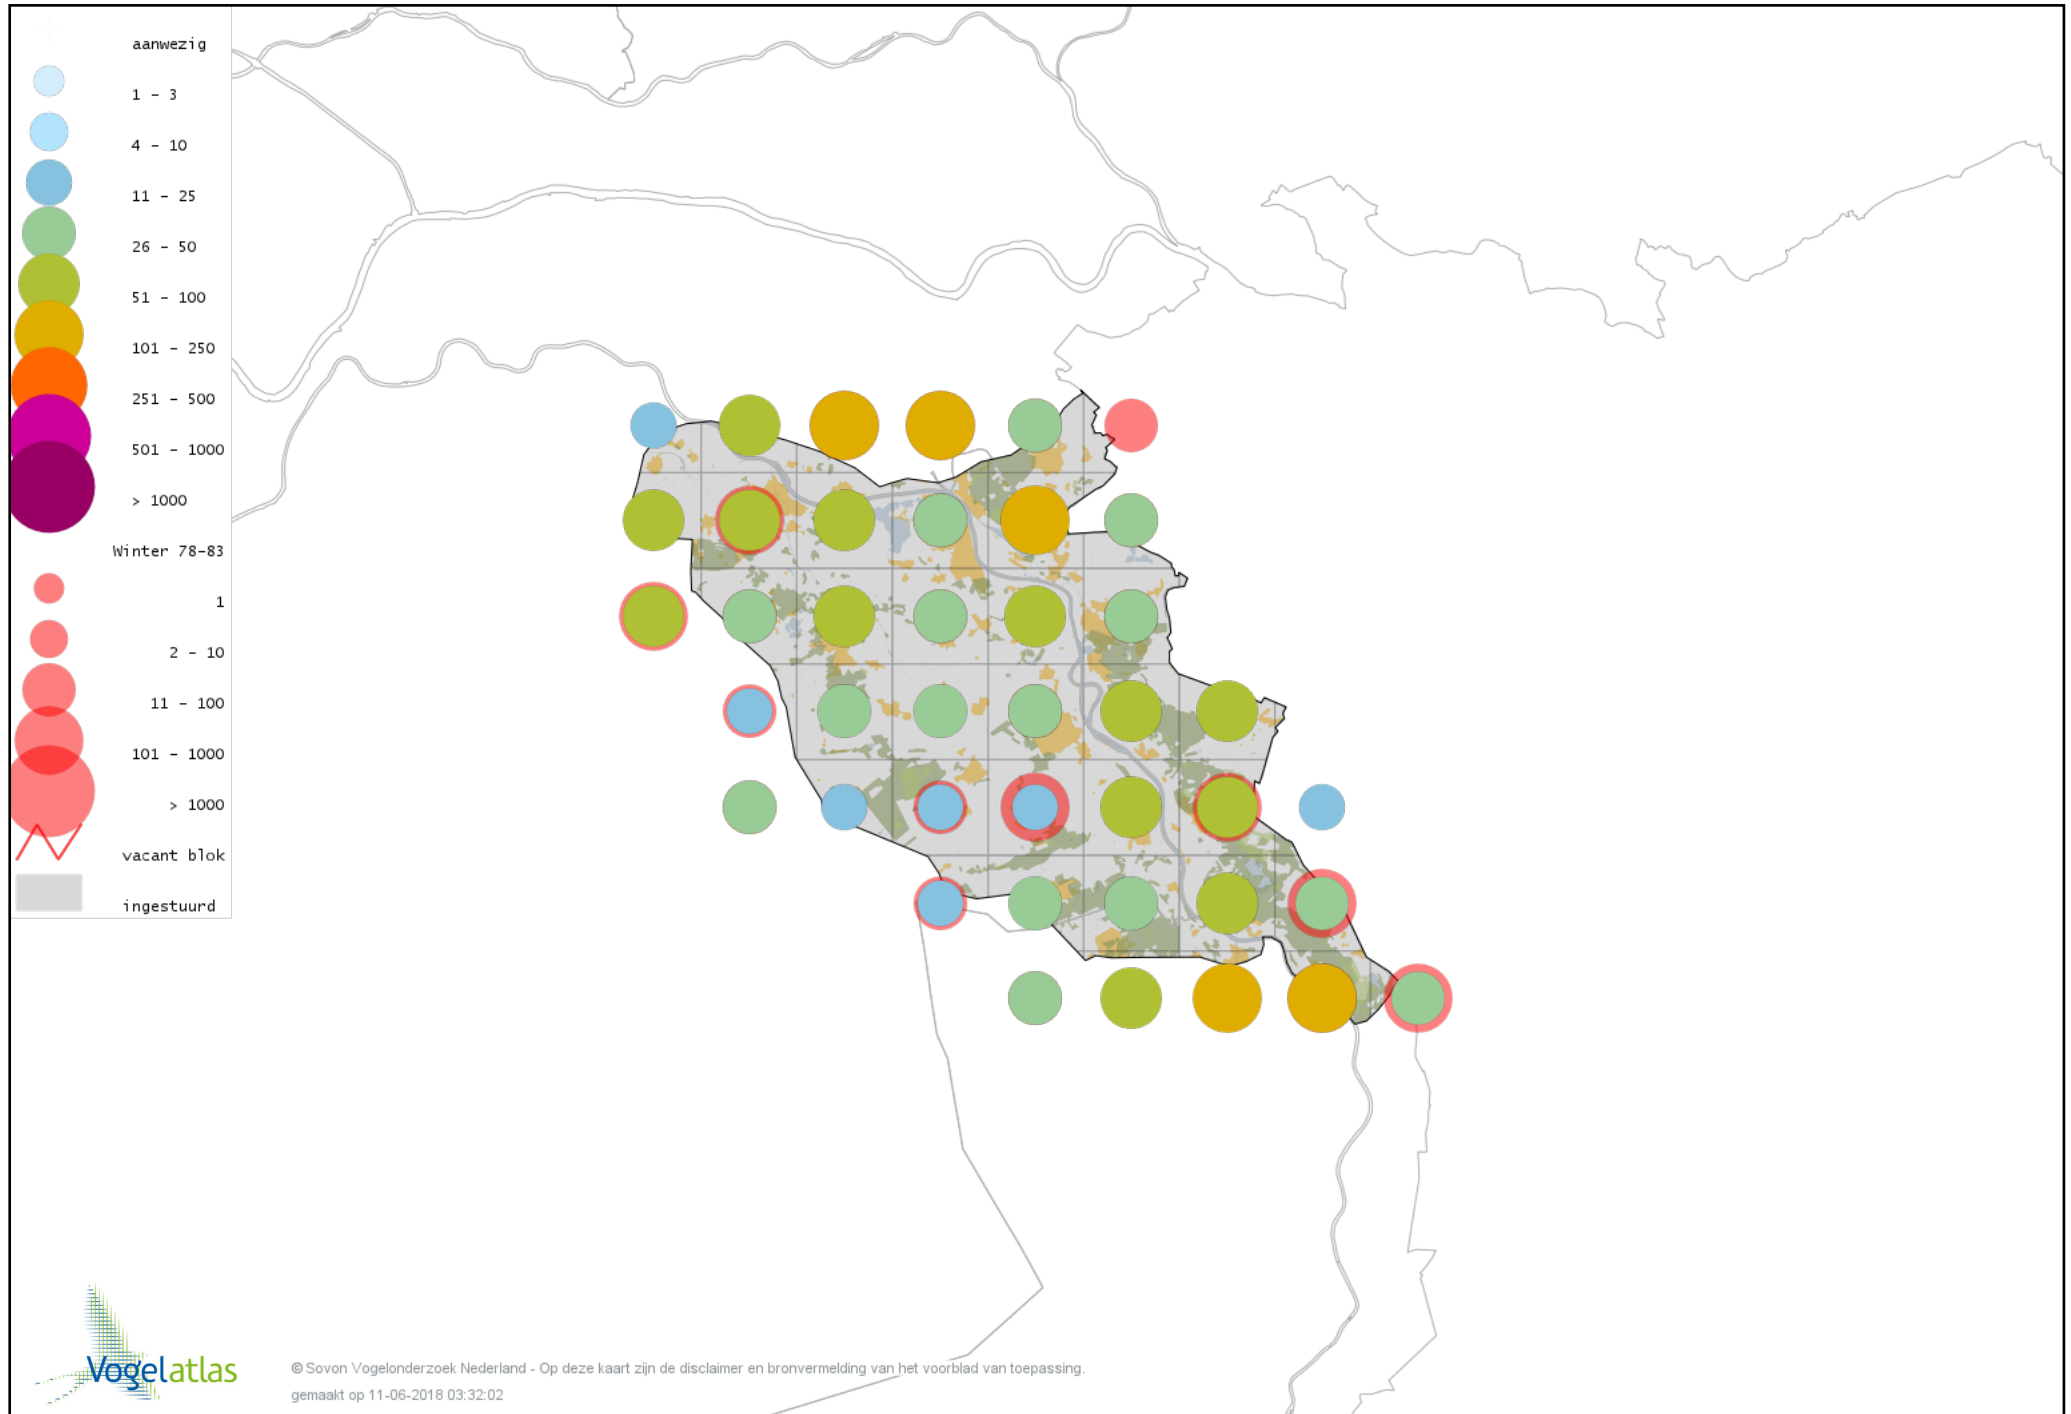 aanwezig
1 - 3
4 - 10
11 - 25
26 - 50
51 - 100
101 - 250
251 - 500
501 - 1000
> 1000
Winter 78-83
1
2 - 10
11 - 100
101 - 1000
> 1000
vacant blok
ingestuurd
Vogelatlas
© Sovon Vogelonderzoek Nederland - Op deze kaart zijn de disclaimer en bronvermelding van het voorblad van toepassing.
gemaakt op 11-06-2018 03:32:02